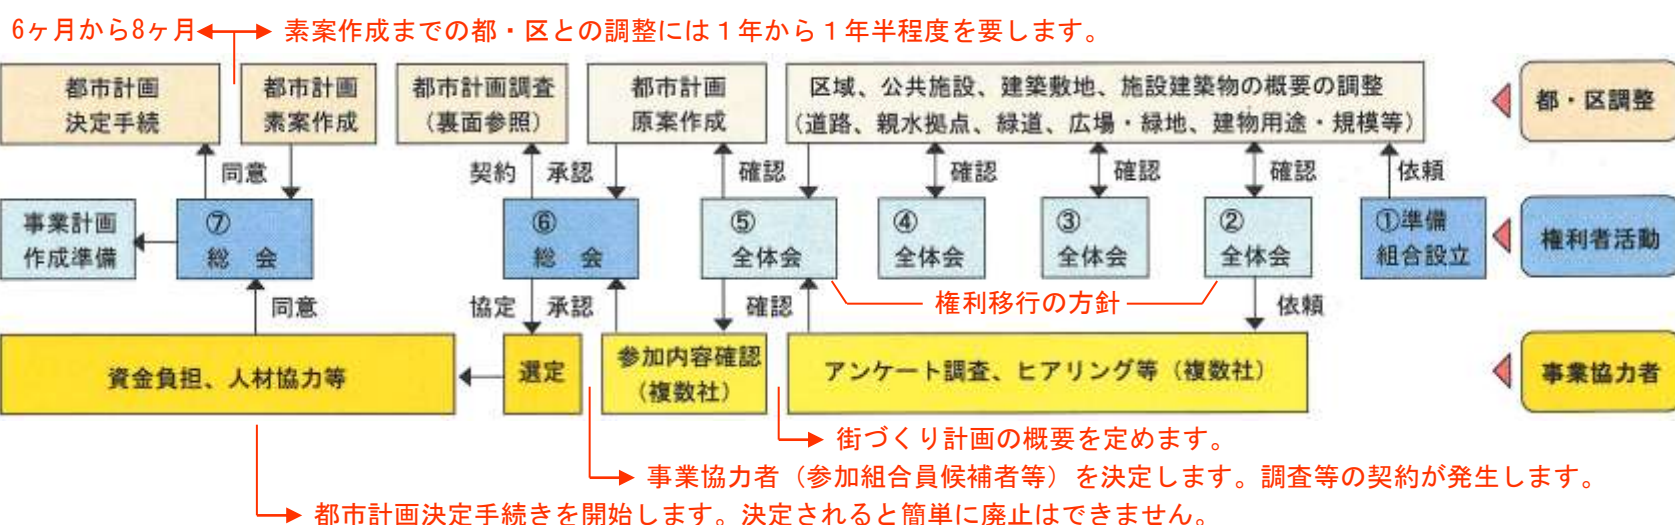 6ヶ月から8ヶ月
素案作成までの都・区との調整には１年から１年半程度を要します。
都市計画
決定手続
都市計画
素案作成
都市計画調査
（裏面参照）
都市計画
原案作成
区域、公共施設、建築敷地、施設建築物の概要の調整
（道路、親水拠点、緑道、広場・緑地、建物用途・規模等）
都・区調整
同意
契約
承認
確認
確認
確認
確認
依頼
事業計画
作成準備
⑦
総　会
⑥
総　会
⑤
全体会
④
全体会
③
全体会
②
全体会
①準備
組合設立
権利者活動
同意
協定
承認
確認
権利移行の方針
依頼
資金負担、人材協力等
選定
参加内容確認
（複数社）
アンケート調査、ヒアリング等（複数社）
事業協力者
街づくり計画の概要を定めます。
事業協力者（参加組合員候補者等）を決定します。調査等の契約が発生します。
都市計画決定手続きを開始します。決定されると簡単に廃止はできません。